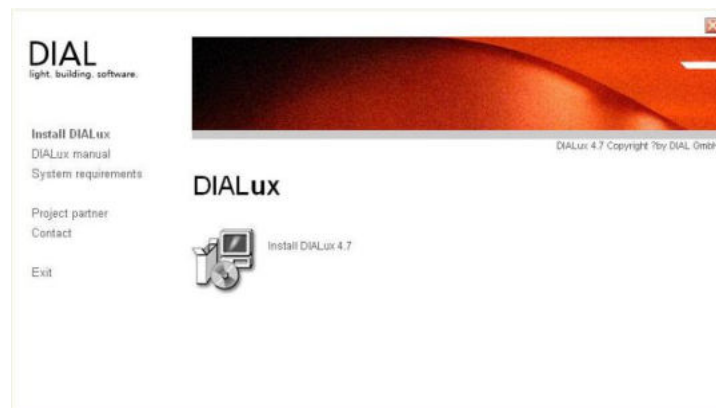 DIAL
light. building. software.
Install DIALux
DIALux manual
System requirements
Project partner
Contact
Exit
DIALux 4.7 Copyright ?by DIAL GmbH
DIALux
Install DIALux 4.7